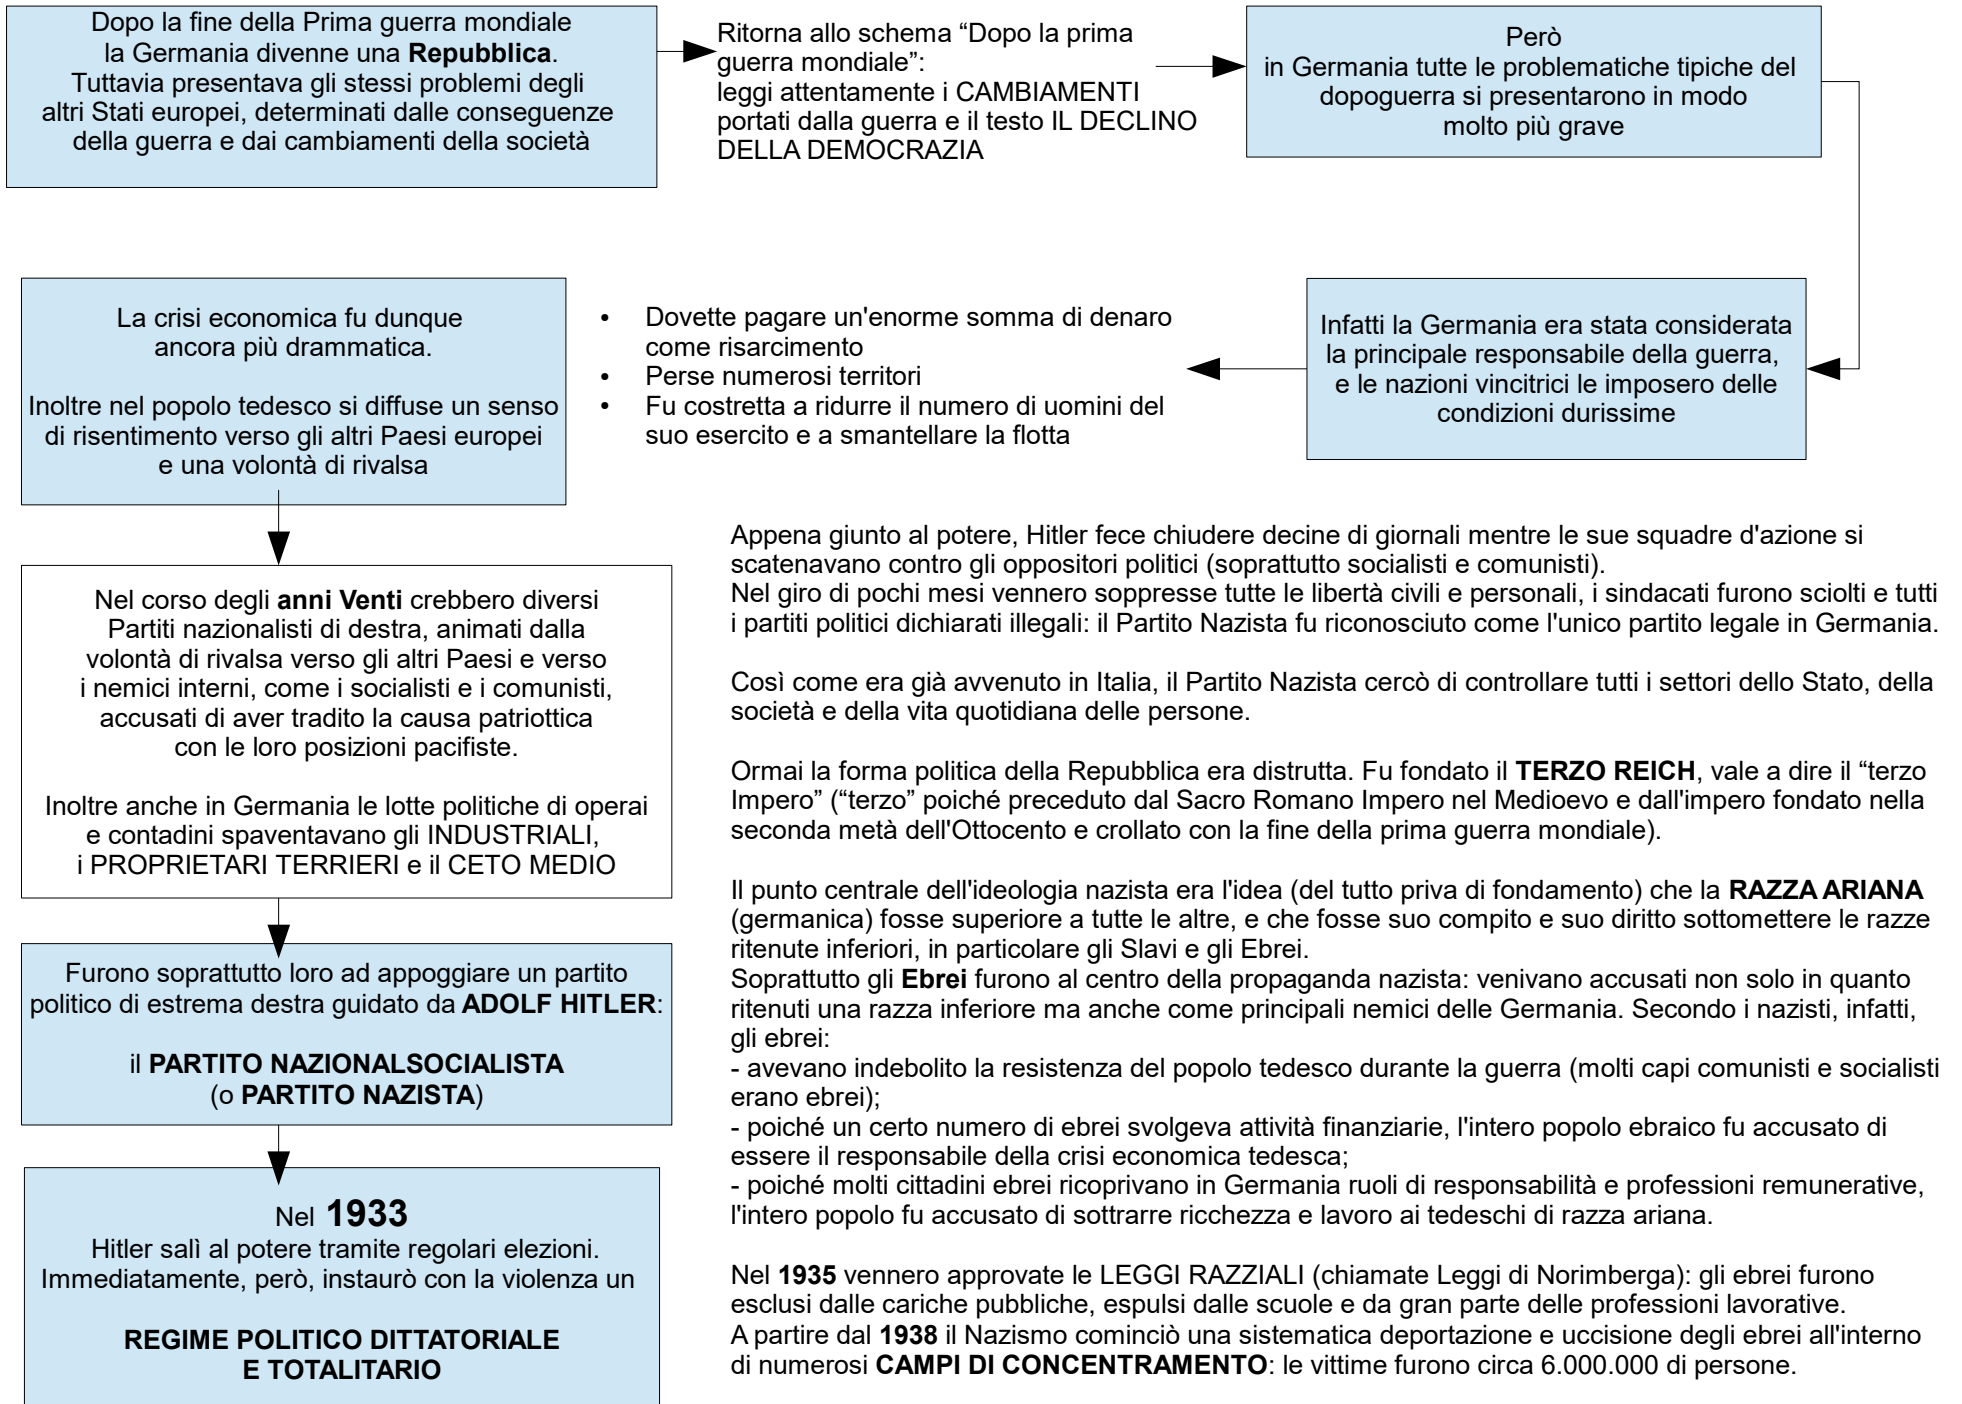 Dopo la fine della Prima guerra mondiale
la Germania divenne una Repubblica.
Tuttavia presentava gli stessi problemi degli
altri Stati europei, determinati dalle conseguenze
della guerra e dai cambiamenti della società
Ritorna allo schema “Dopo la prima
guerra mondiale”:
leggi attentamente i CAMBIAMENTI
portati dalla guerra e il testo IL DECLINO
DELLA DEMOCRAZIA
Però
in Germania tutte le problematiche tipiche del
dopoguerra si presentarono in modo
molto più grave
Infatti la Germania era stata considerata
la principale responsabile della guerra,
e le nazioni vincitrici le imposero delle
condizioni durissime
• Dovette pagare un'enorme somma di denaro
come risarcimento
• Perse numerosi territori
• Fu costretta a ridurre il numero di uomini del
suo esercito e a smantellare la flotta
La crisi economica fu dunque
ancora più drammatica.
Inoltre nel popolo tedesco si diffuse un senso
di risentimento verso gli altri Paesi europei
e una volontà di rivalsa
Nel corso degli anni Venti crebbero diversi
Partiti nazionalisti di destra, animati dalla
volontà di rivalsa verso gli altri Paesi e verso
i nemici interni, come i socialisti e i comunisti,
accusati di aver tradito la causa patriottica
con le loro posizioni pacifiste.
Inoltre anche in Germania le lotte politiche di operai
e contadini spaventavano gli INDUSTRIALI,
i PROPRIETARI TERRIERI e il CETO MEDIO
Furono soprattutto loro ad appoggiare un partito
politico di estrema destra guidato da ADOLF HITLER:
il PARTITO NAZIONALSOCIALISTA
(o PARTITO NAZISTA)
Nel 1933
Hitler salì al potere tramite regolari elezioni.
Immediatamente, però, instaurò con la violenza un
REGIME POLITICO DITTATORIALE
E TOTALITARIO
Appena giunto al potere, Hitler fece chiudere decine di giornali mentre le sue squadre d'azione si
scatenavano contro gli oppositori politici (soprattutto socialisti e comunisti).
Nel giro di pochi mesi vennero soppresse tutte le libertà civili e personali, i sindacati furono sciolti e tutti
i partiti politici dichiarati illegali: il Partito Nazista fu riconosciuto come l'unico partito legale in Germania.
Così come era già avvenuto in Italia, il Partito Nazista cercò di controllare tutti i settori dello Stato, della
società e della vita quotidiana delle persone.
Ormai la forma politica della Repubblica era distrutta. Fu fondato il TERZO REICH, vale a dire il “terzo
Impero” (“terzo” poiché preceduto dal Sacro Romano Impero nel Medioevo e dall'impero fondato nella
seconda metà dell'Ottocento e crollato con la fine della prima guerra mondiale).
Il punto centrale dell'ideologia nazista era l'idea (del tutto priva di fondamento) che la RAZZA ARIANA
(germanica) fosse superiore a tutte le altre, e che fosse suo compito e suo diritto sottomettere le razze
ritenute inferiori, in particolare gli Slavi e gli Ebrei.
Soprattutto gli Ebrei furono al centro della propaganda nazista: venivano accusati non solo in quanto
ritenuti una razza inferiore ma anche come principali nemici delle Germania. Secondo i nazisti, infatti,
gli ebrei:
- avevano indebolito la resistenza del popolo tedesco durante la guerra (molti capi comunisti e socialisti
erano ebrei);
- poiché un certo numero di ebrei svolgeva attività finanziarie, l'intero popolo ebraico fu accusato di
essere il responsabile della crisi economica tedesca;
- poiché molti cittadini ebrei ricoprivano in Germania ruoli di responsabilità e professioni remunerative,
l'intero popolo fu accusato di sottrarre ricchezza e lavoro ai tedeschi di razza ariana.
Nel 1935 vennero approvate le LEGGI RAZZIALI (chiamate Leggi di Norimberga): gli ebrei furono
esclusi dalle cariche pubbliche, espulsi dalle scuole e da gran parte delle professioni lavorative.
A partire dal 1938 il Nazismo cominciò una sistematica deportazione e uccisione degli ebrei all'interno
di numerosi CAMPI DI CONCENTRAMENTO: le vittime furono circa 6.000.000 di persone.